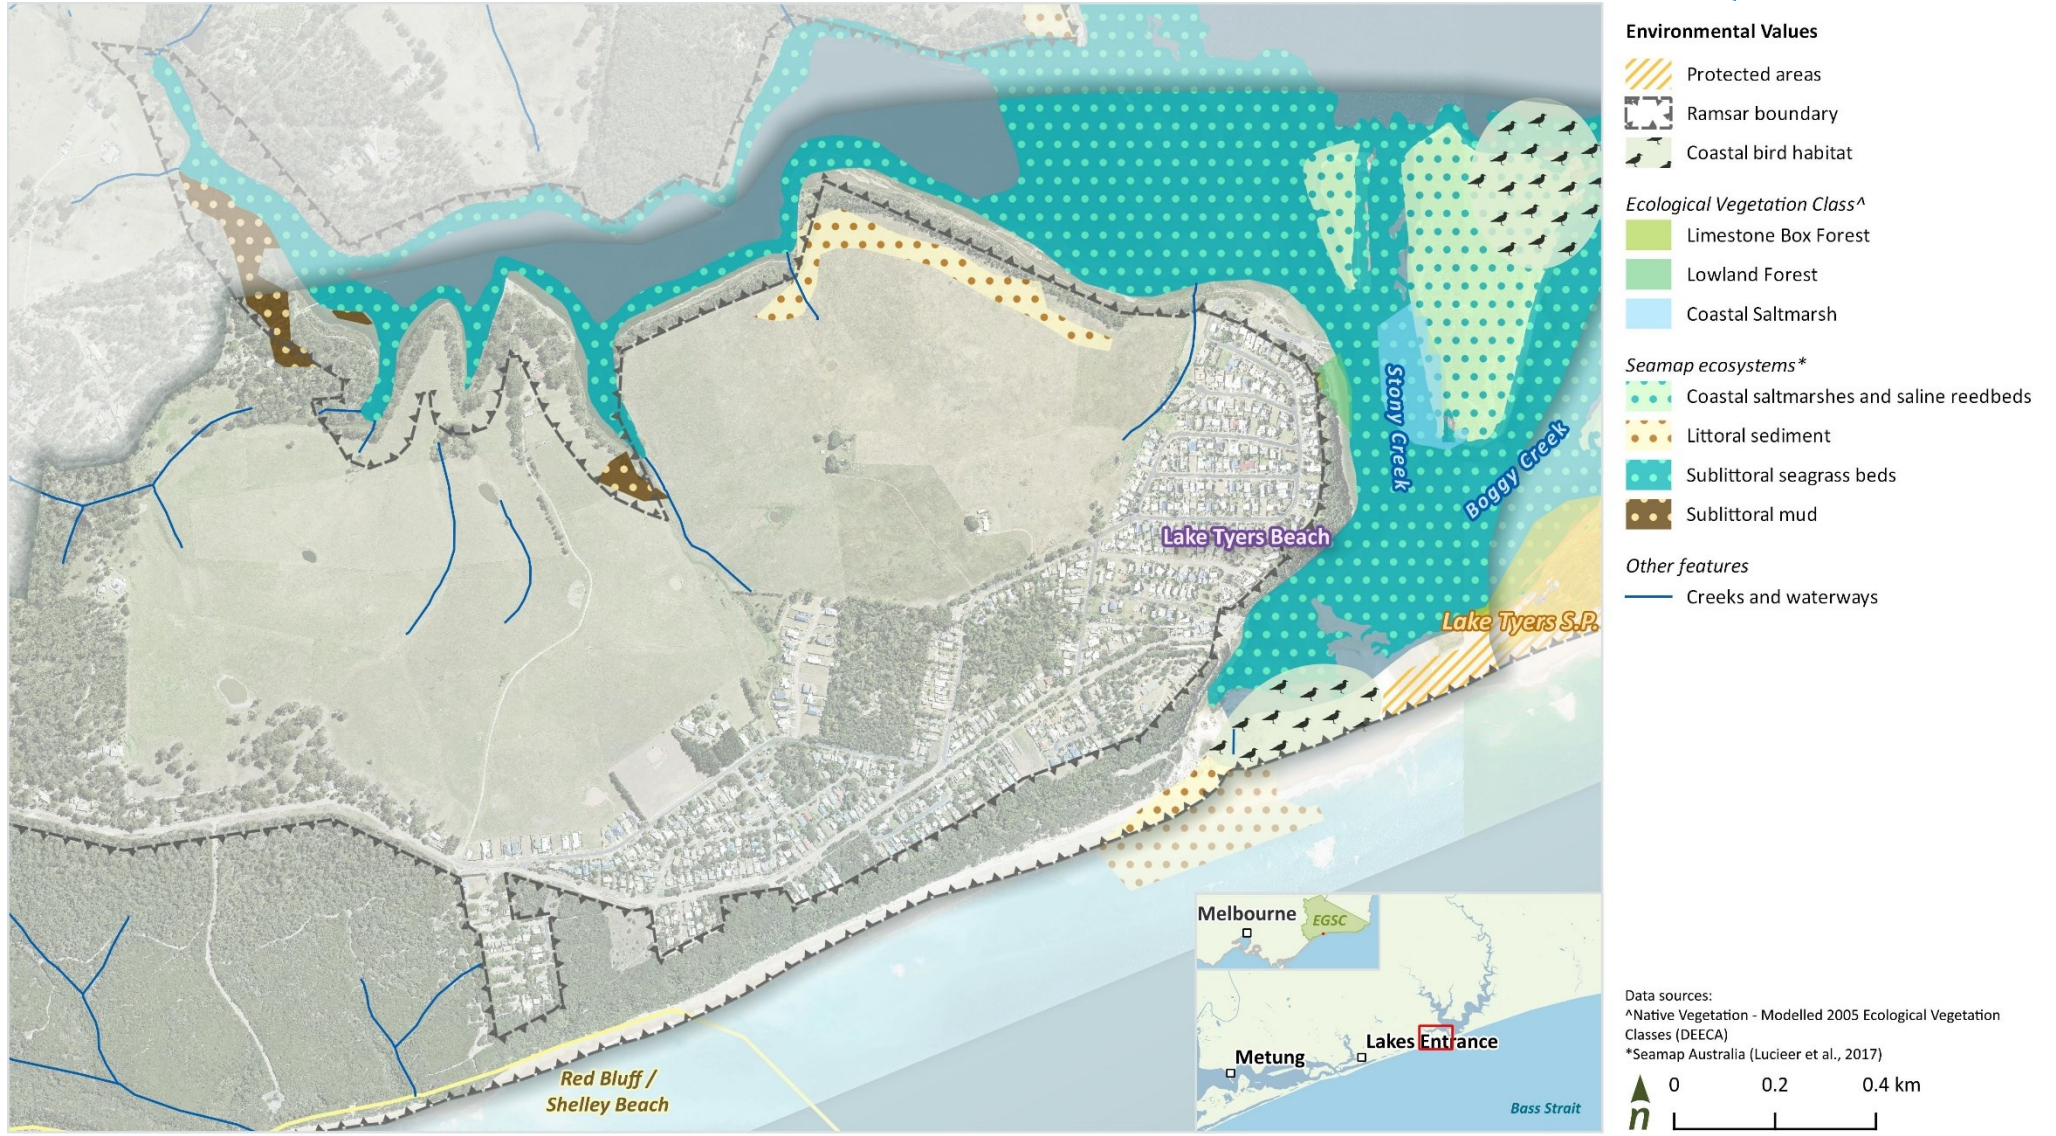 Environmental Values
Protected areas
Ramsar boundary
Coastal bird habitat
Ecological Vegetation Class^
Limestone Box Forest
Lowland Forest
Coastal Saltmarsh
Seamap ecosystems*
Coastal saltmarshes and saline reedbeds
Littoral sediment
Sublittoral seagrass beds
Sublittoral mud
Other features
Creeks and waterways
Stony Creek
Boggy Creek
Lake Tyers Beach
Lake Tyers S.P.
Red Bluff /
Shelley Beach
Melbourne
EGSC
Lakes Entrance
Metung
Bass Strait
Data sources:
^Native Vegetation - Modelled 2005 Ecological Vegetation
Classes (DEECA)
*Seamap Australia (Lucieer et al., 2017)
n
0 0.2 0.4 km